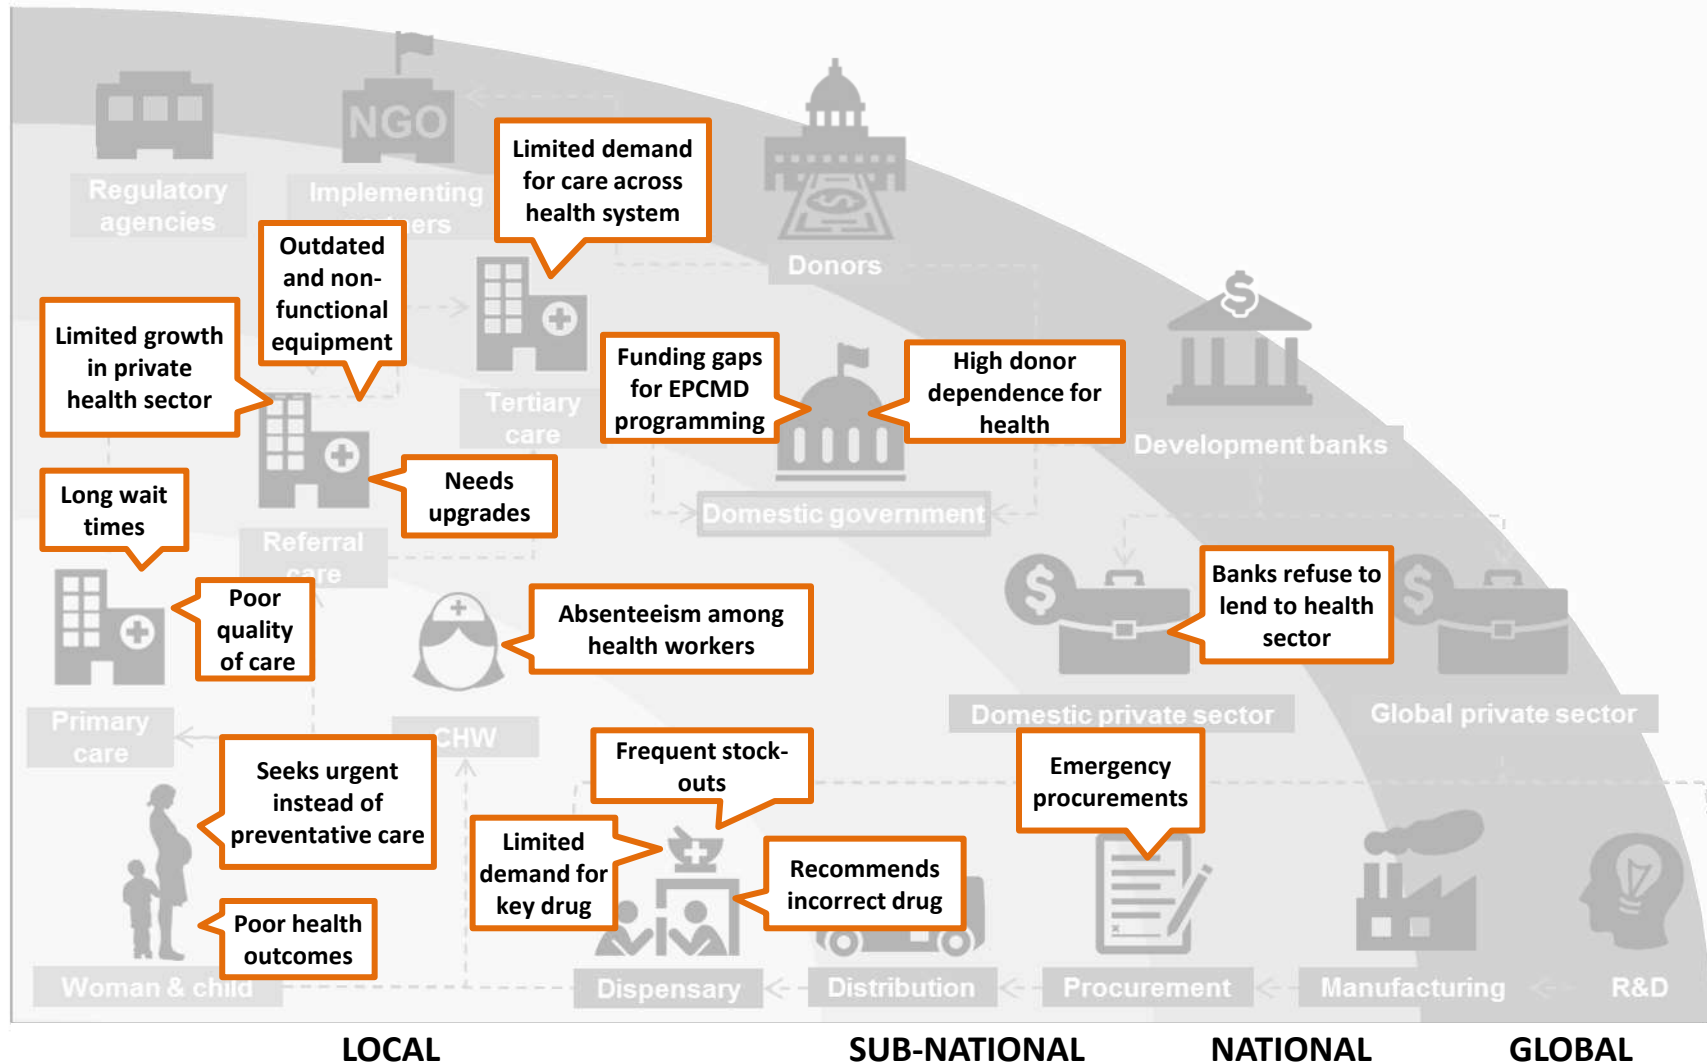 NGO
Regulatory
agencies
Implementing
partners
Limited demand
for care across
health system
$
Donors
Outdated
and non-
functional
equipment
$
Limited growth
in private
health sector
Tertiary
care
Funding gaps
for EPCMD
programming
High donor
dependence for
health
Development banks
Long wait
times
Needs
upgrades
Referral
care
Domestic government
Poor
quality
of care
Absenteeism among
health workers
$
Banks refuse to
lend to health
sector
$
Primary
care
CHW
Domestic private sector
Global private sector
Seeks urgent
instead of
preventative care
Frequent stock-
outs
Emergency
procurements
Limited
demand for
key drug
Recommends
incorrect drug
Poor health
outcomes
Woman & child
Dispensary
Distribution
Procurement
Manufacturing
R&D
LOCAL
SUB-NATIONAL
NATIONAL
GLOBAL